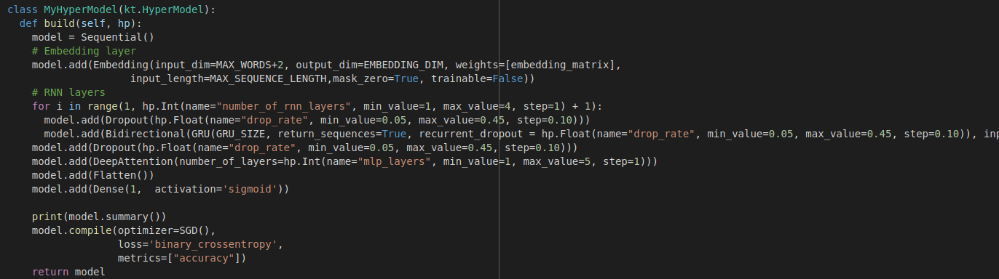 class MyHyperModel(kt.HyperModel):
  def build(self, hp):
    model = Sequential()
    # Embedding layer
    model.add(Embedding(input_dim=MAX_WORDS+2, output_dim=EMBEDDING_DIM, weights=[embedding_matrix],
                    input_length=MAX_SEQUENCE_LENGTH,mask_zero=True, trainable=False))
    # RNN layers
    for i in range(1, hp.Int(name="number_of_rnn_layers", min_value=1, max_value=4, step=1) + 1):
      model.add(Dropout(hp.Float(name="drop_rate", min_value=0.05, max_value=0.45, step=0.10)))
      model.add(Bidirectional(GRU(GRU_SIZE, return_sequences=True, recurrent_dropout = hp.Float(name="drop_rate", min_value=0.05, max_value=0.45, step=0.10)),
    model.add(Dropout(hp.Float(name="drop_rate", min_value=0.05, max_value=0.45, step=0.10)))
    model.add(DeepAttention(number_of_layers=hp.Int(name="mlp_layers", min_value=1, max_value=5, step=1)))
    model.add(Flatten())
    model.add(Dense(1,  activation='sigmoid'))
    print(model.summary())
    model.compile(optimizer=SGD(),
                  loss='binary_crossentropy',
                  metrics=["accuracy"])
    return model